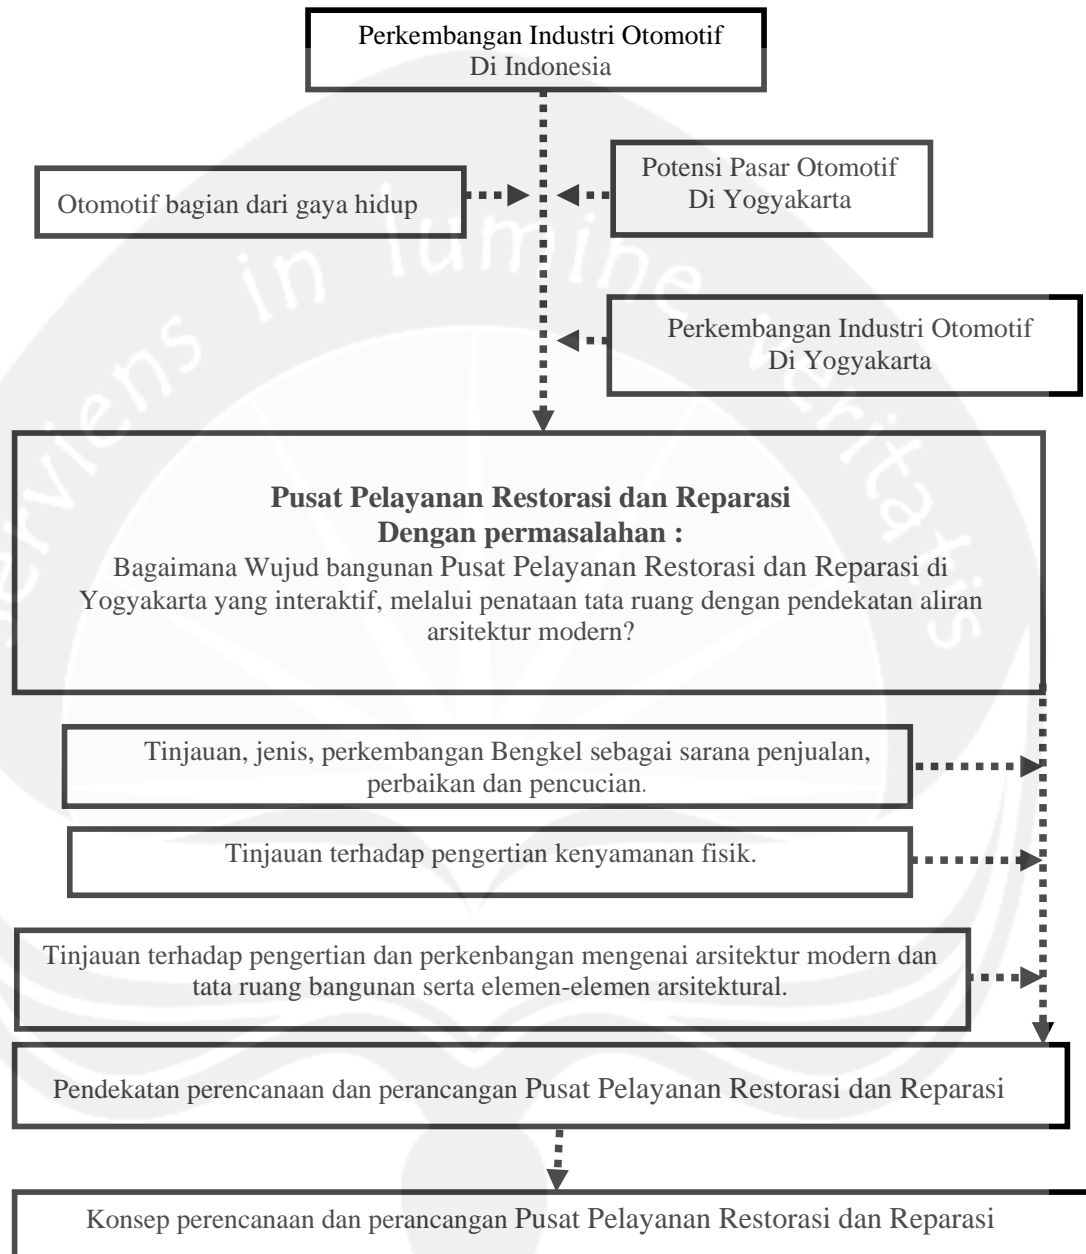 Perkembangan Industri Otomotif
Di Indonesia
Potensi Pasar Otomotif
Di Yogyakarta
Otomotif bagian dari gaya hidup
Perkembangan Industri Otomotif
Di Yogyakarta
Pusat Pelayanan Restorasi dan Reparasi
Dengan permasalahan :
Bagaimana Wujud bangunan Pusat Pelayanan Restorasi dan Reparasi di
Yogyakarta yang interaktif, melalui penataan tata ruang dengan pendekatan aliran
arsitektur modern?
Tinjauan, jenis, perkembangan Bengkel sebagai sarana penjualan,
perbaikan dan pencucian.
Tinjauan terhadap pengertian kenyamanan fisik.
Tinjauan terhadap pengertian dan perkenbangan mengenai arsitektur modern dan
tata ruang bangunan serta elemen-elemen arsitektural.
Pendekatan perencanaan dan perancangan Pusat Pelayanan Restorasi dan Reparasi
Konsep perencanaan dan perancangan Pusat Pelayanan Restorasi dan Reparasi
serviens in lumine veritatis